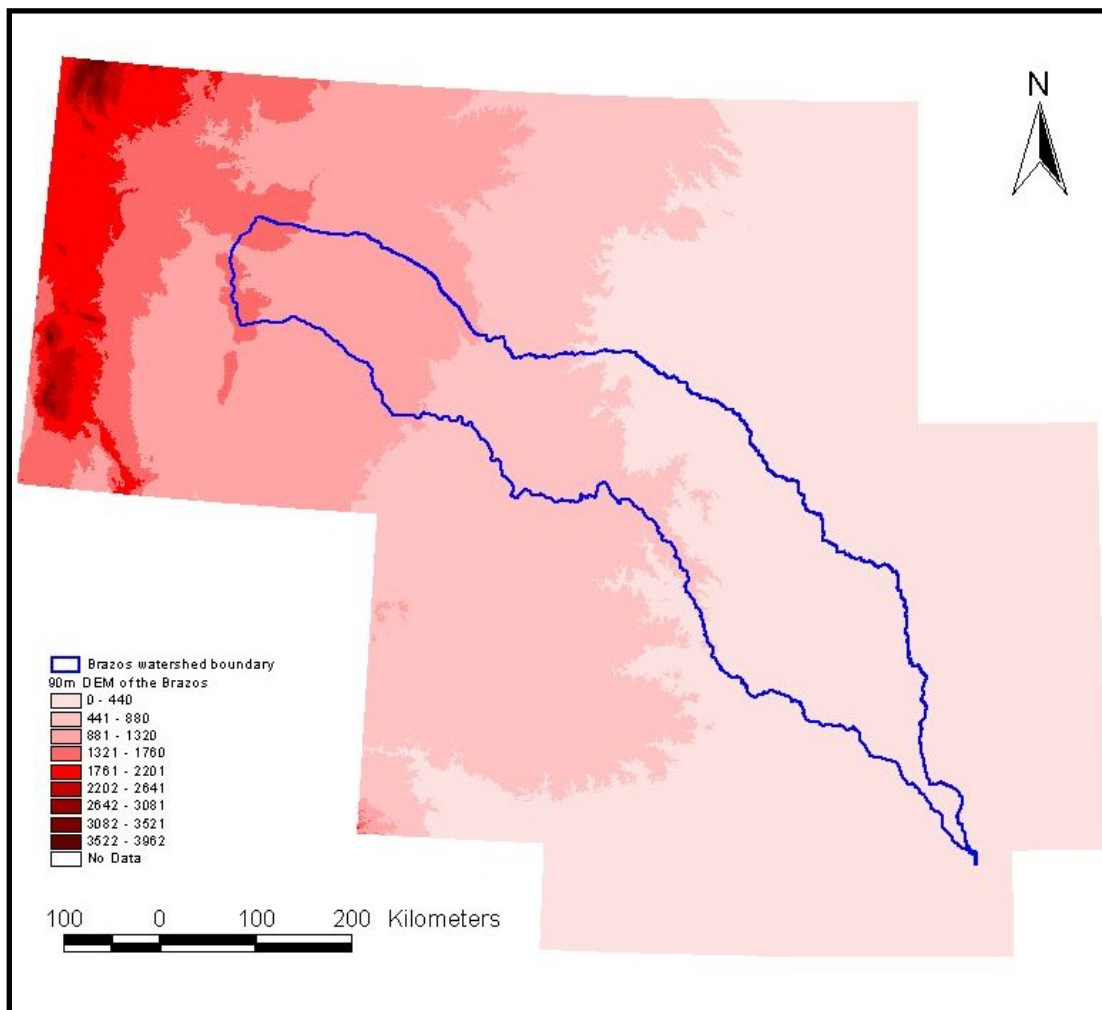 N
Brazos watershed boundary
90m DEM of the Brazos
0 - 440
441 - 880
881 - 1320
1321 - 1760
1761 - 2201
2202 - 2641
2642 - 3081
3082 - 3521
3522 - 3962
No Data
100 0 100 200 Kilometers